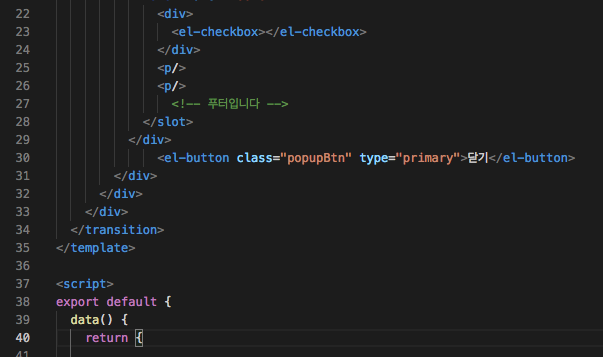 22 <div>
23 <el-checkbox></el-checkbox>
24 </div>
25 <p/>
26 <p/>
27 <!-- 푸터입니다 -->
28 </slot>
29 </div>
30 <el-button class="popupBtn" type="primary">닫기</el-button>
31 </div>
32 </div>
33 </div>
34 </transition>
35 </template>
36
37 <script>
38 export default {
39 data() {
40 return {
41